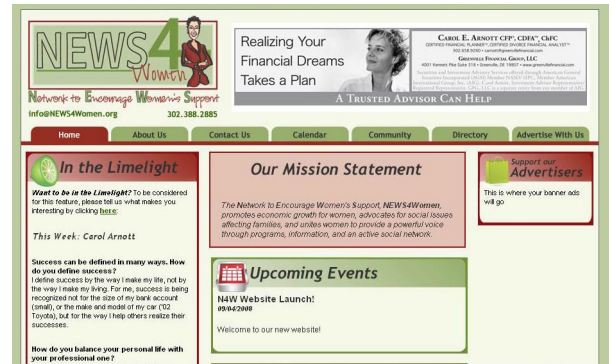 NEWS4
Women
Network to Encourage Women's Support
info@NEWS4Women.org 302.388.2885
Realizing Your
Financial Dreams
Takes a Plan
CAROL E. ARNOTT CFP®, CDFA™, ChFC
CERTIFIED FINANCIAL PLANNER™, CERTIFIED DIVORCE FINANCIAL ANALYST™
GREENVILLE FINANCIAL GROUP, LLC
A TRUSTED ADVISOR CAN HELP
Home About Us Contact Us Calendar Community Directory Advertise With Us
In the Limelight
Want to be in the Limelight? To be considered
for this feature, please tell us what makes you
interesting by clicking here:
This Week: Carol Arnott
Success can be defined in many ways. How
do you define success?
I define success by the way I make my life, not by
the way I make my living. For me, success is being
recognized not for the size of my bank account
(small), or the make and model of my car ('02
Toyota), but for the way I help others realize their
successes.
How do you balance your personal life with
your professional one?
Our Mission Statement
The Network to Encourage Women's Support, NEWS4Women,
promotes economic growth for women, advocates for social issues
affecting families, and unites women to provide a powerful voice
through programs, information, and an active social network.
Upcoming Events
N4W Website Launch!
09/04/2008
Welcome to our new website!
Support our
Advertisers
This is where your banner ads
will go